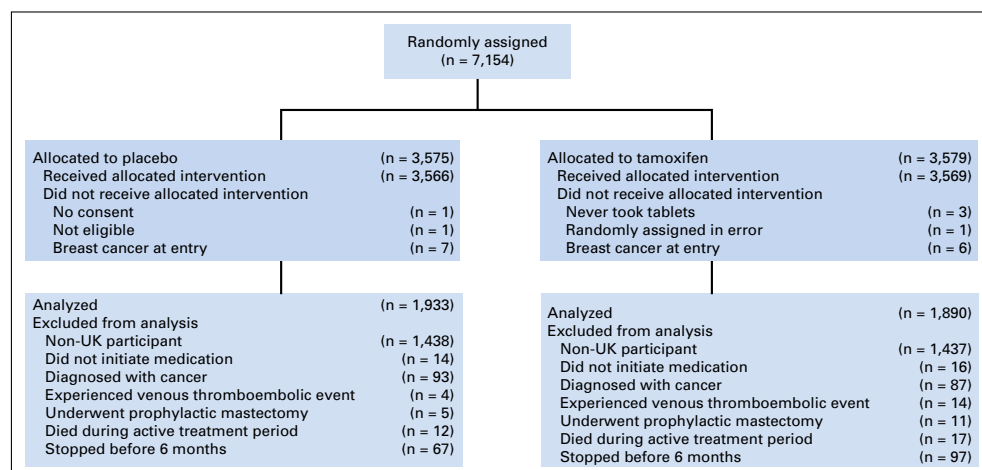 Randomly assigned
(n = 7,154)
Allocated to placebo (n = 3,575)
Received allocated intervention (n = 3,566)
Did not receive allocated intervention
No consent (n = 1)
Not eligible (n = 1)
Breast cancer at entry (n = 7)
Allocated to tamoxifen (n = 3,579)
Received allocated intervention (n = 3,569)
Did not receive allocated intervention
Never took tablets (n = 3)
Randomly assigned in error (n = 1)
Breast cancer at entry (n = 6)
Analyzed (n = 1,933)
Excluded from analysis
Non-UK participant (n = 1,438)
Did not initiate medication (n = 14)
Diagnosed with cancer (n = 93)
Experienced venous thromboembolic event (n = 4)
Underwent prophylactic mastectomy (n = 5)
Died during active treatment period (n = 12)
Stopped before 6 months (n = 67)
Analyzed (n = 1,890)
Excluded from analysis
Non-UK participant (n = 1,437)
Did not initiate medication (n = 16)
Diagnosed with cancer (n = 87)
Experienced venous thromboembolic event (n = 14)
Underwent prophylactic mastectomy (n = 11)
Died during active treatment period (n = 17)
Stopped before 6 months (n = 97)